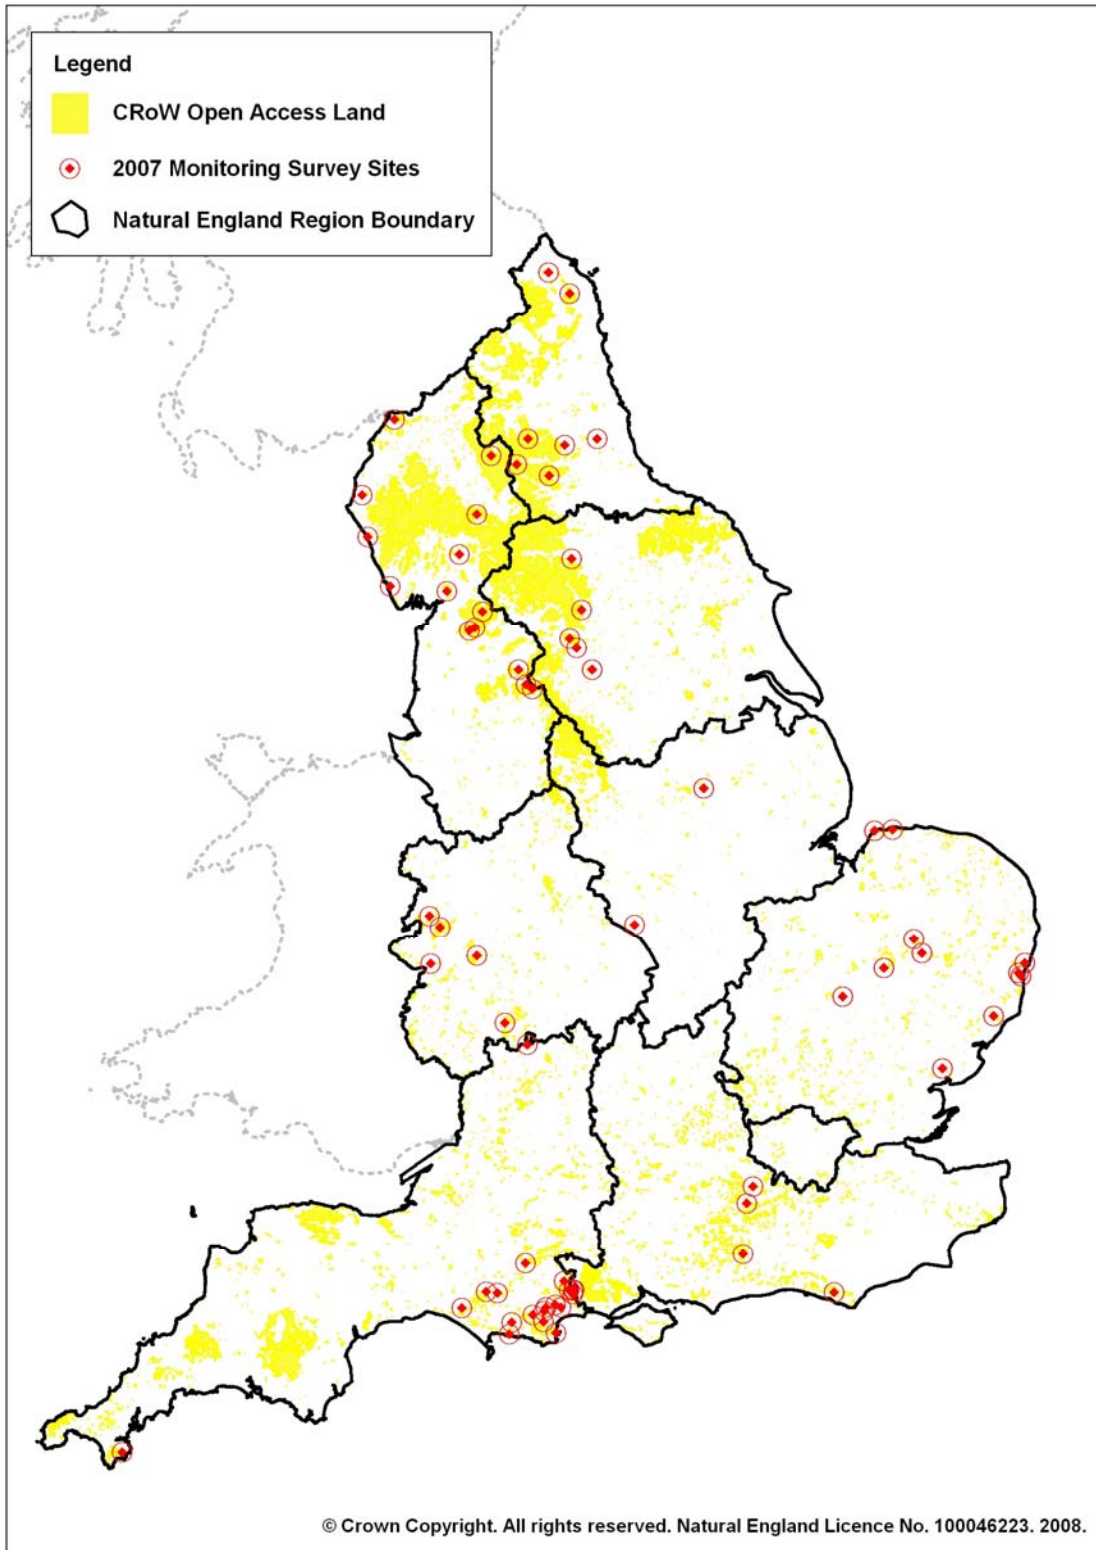 Legend
CRoW Open Access Land
2007 Monitoring Survey Sites
Natural England Region Boundary
© Crown Copyright. All rights reserved. Natural England Licence No. 100046223. 2008.